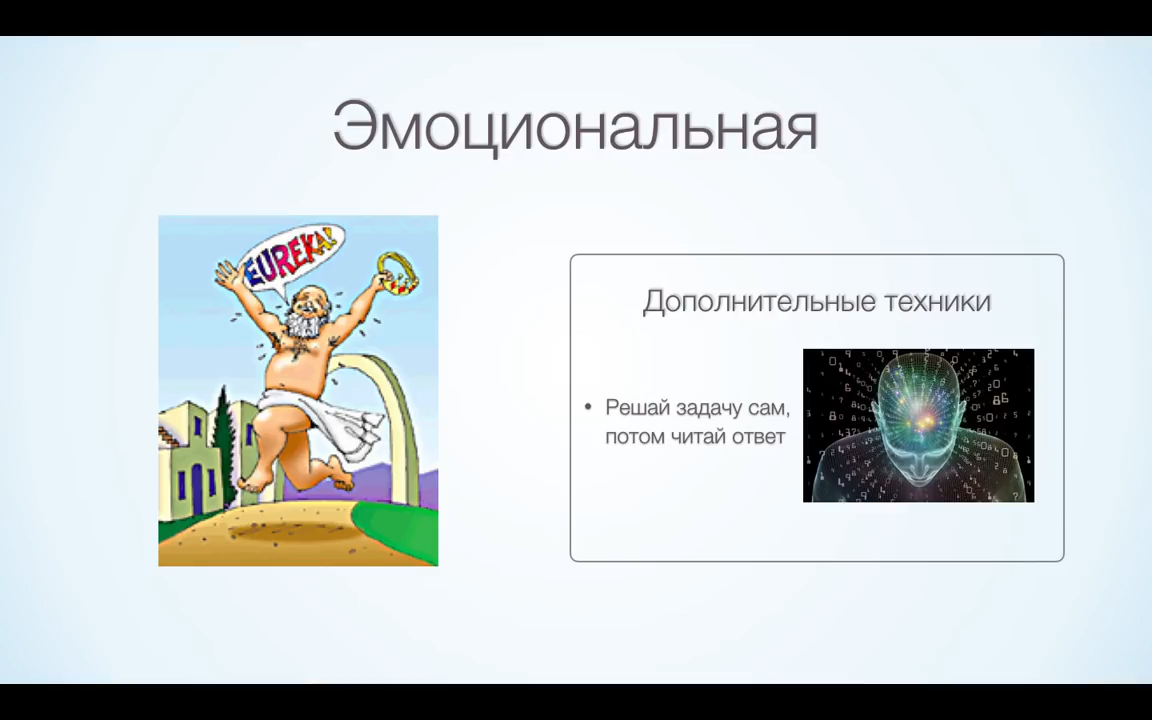 Эмоциональная
EUREKA!
Дополнительные техники
• Решай задачу сам,
потом читай ответ